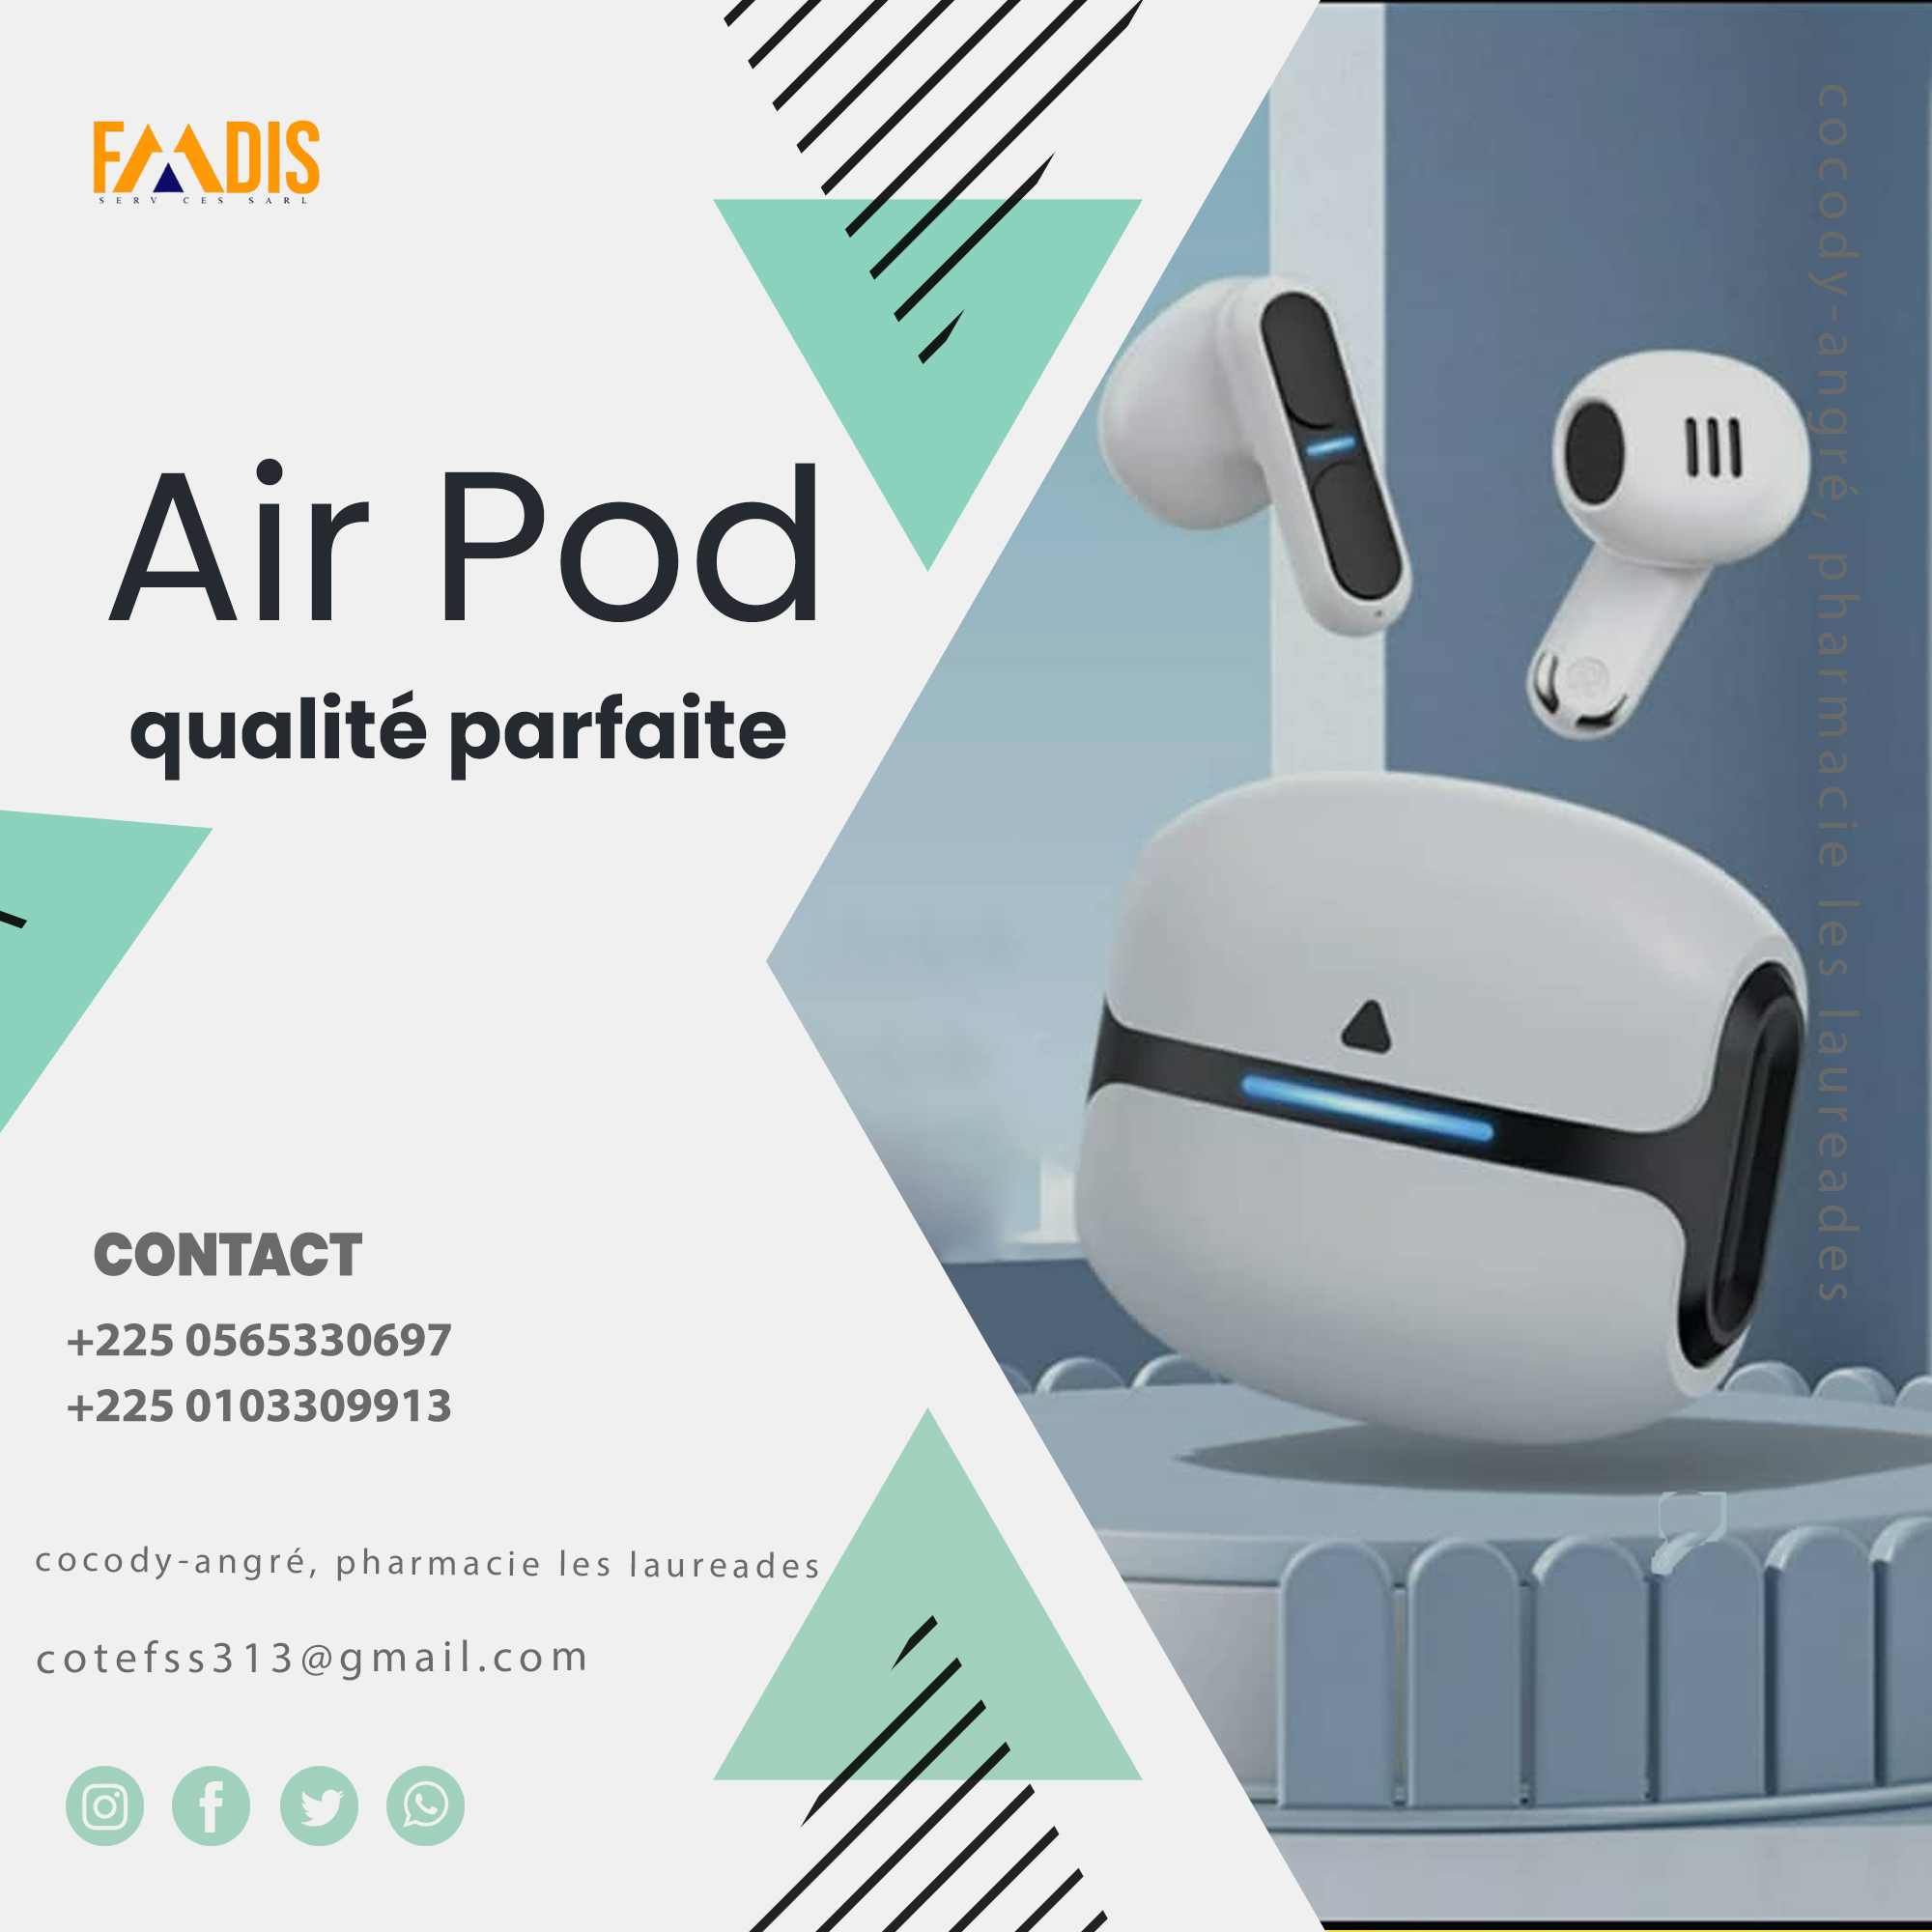 FAADIS
SERV CES SARL
Air Pod
qualité parfaite
CONTACT
+225 0565330697
+225 0103309913
cocody-angré, pharmacie les laureades
cotefss313@gmail.com
cocody-angré, pharmacie les laureades